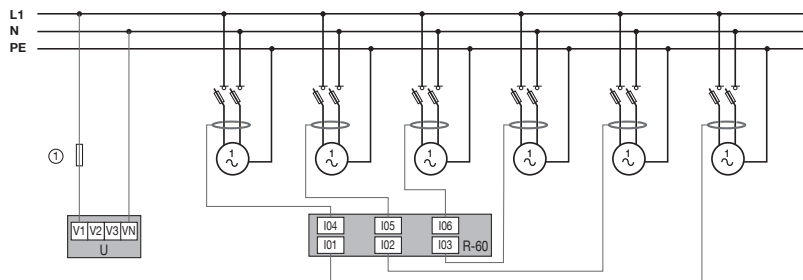 L1
N
PE
1
1 1 1 1 1 1
V1 V2 V3 VN
U
I04 I05 I06
I01 I02 I03 R-60